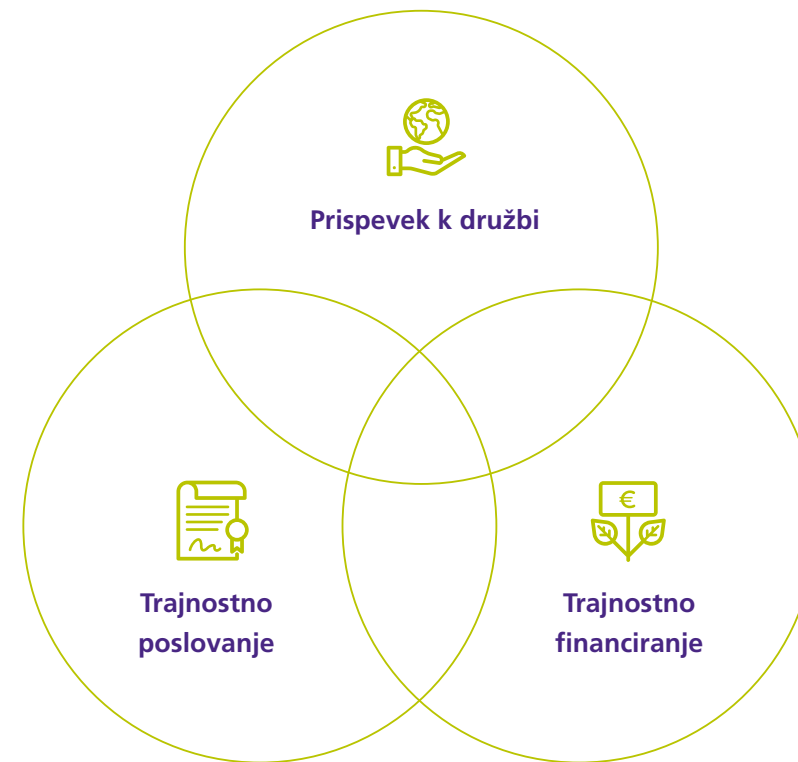 Prispevek k družbi
€
Trajnostno
poslovanje
Trajnostno
financiranje